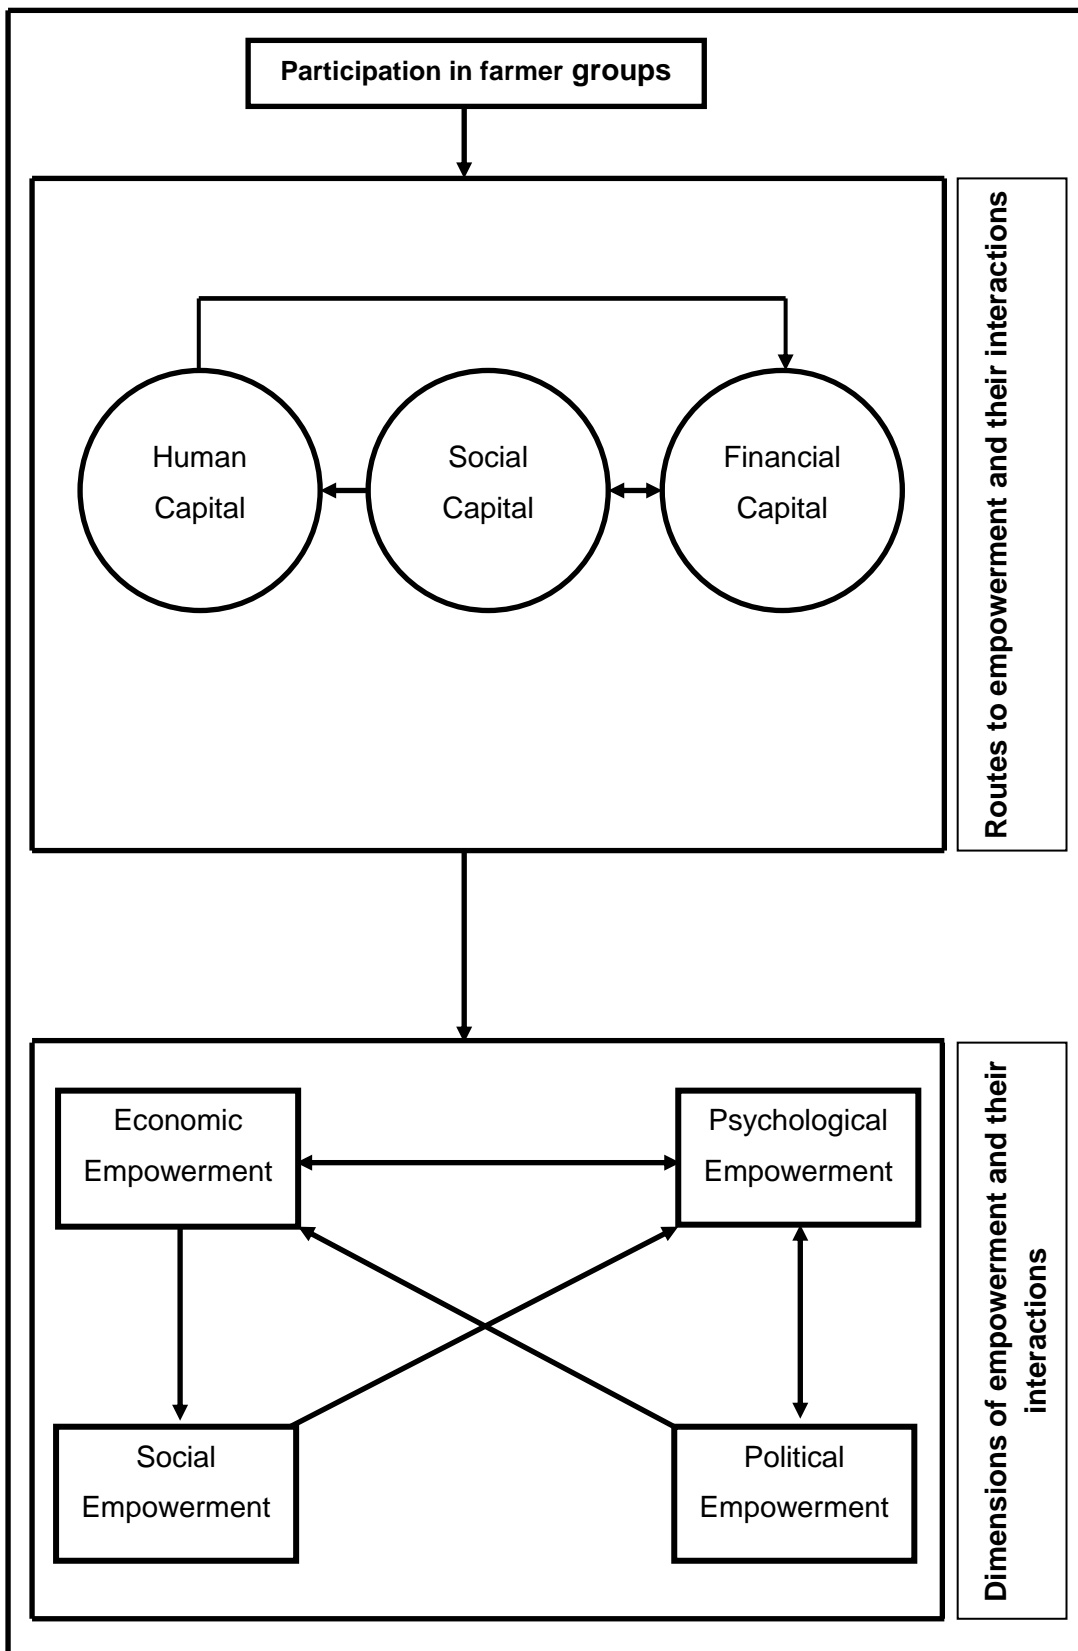 Participation in farmer groups
Routes to empowerment and their interactions
Human
Capital
Social
Capital
Financial
Capital
Dimensions of empowerment and their
interactions
Economic
Empowerment
Psychological
Empowerment
Social
Empowerment
Political
Empowerment